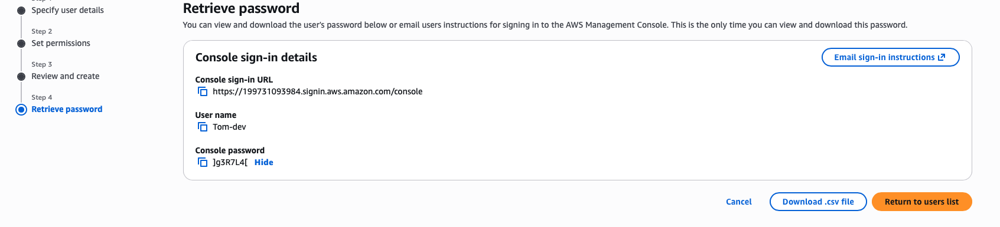 Specify user details
Step 2
Set permissions
Step 3
Review and create
Step 4
Retrieve password
Retrieve password
You can view and download the user's password below or email users instructions for signing in to the AWS Management Console. This is the only time you can view and download this password.
Console sign-in details
Email sign-in instructions
Console sign-in URL
https://199731093984.signin.aws.amazon.com/console
User name
Tom-dev
Console password
]g3R7L4[ Hide
Cancel
Download .csv file
Return to users list